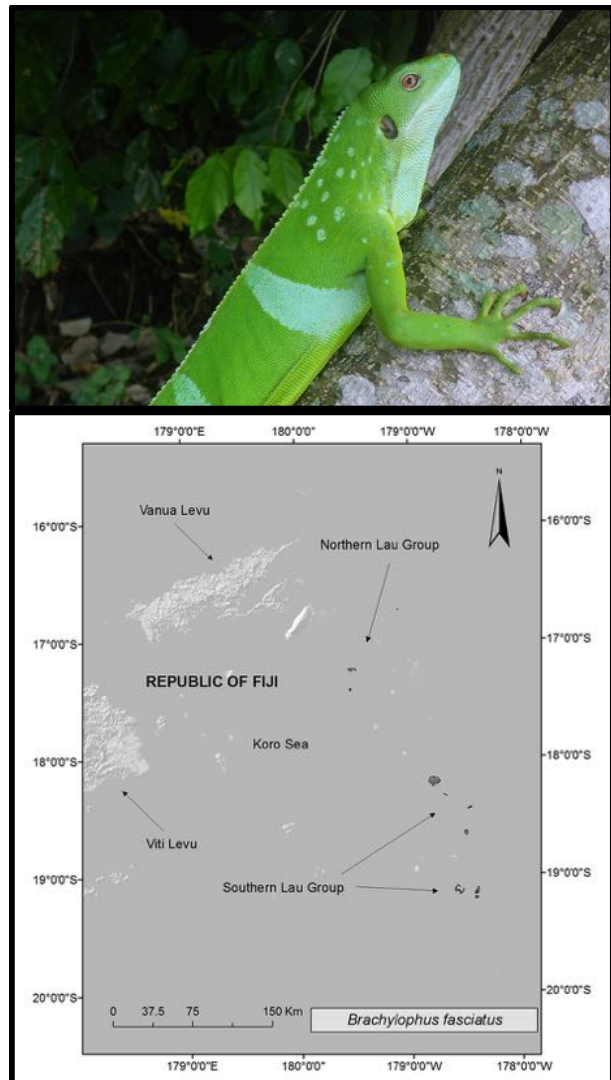 179°0'0"E 180°0'0" 179°0'0"W 178°0'0"W
N
Vanua Levu
Northern Lau Group
16°0'0"S 16°0'0"S
17°0'0"S 17°0'0"S
REPUBLIC OF FIJI
Koro Sea
18°0'0"S 18°0'0"S
Viti Levu
Southern Lau Group
19°0'0"S 19°0'0"S
20°0'0"S 20°0'0"S
0 37.5 75 150 Km
Brachylophus fasciatus
179°0'0"E 180°0'0" 179°0'0"W 178°0'0"W